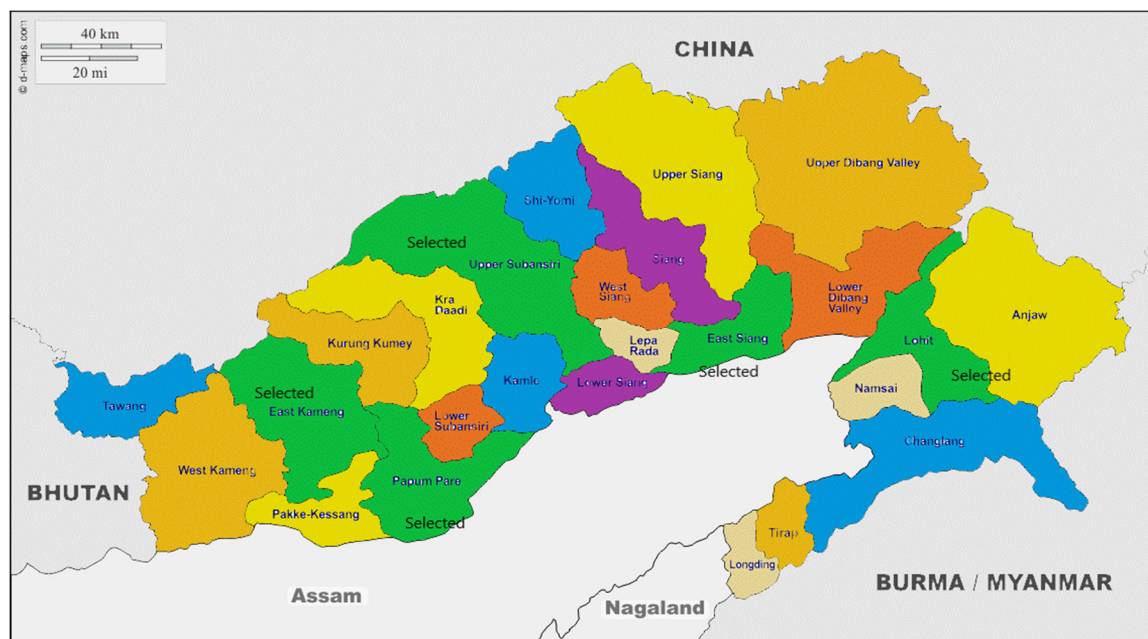 © d-maps.com
40 km
20 mi
CHINA
Upper Dibang Valley
Upper Siang
Shi-Yomi
Selected
Upper Subansiri
Siang
West
Siang
Lower
Dibang
Valley
Kra
Daadi
Anjaw
Kurung Kumey
Lepa
Rada
East Siang
Lohit
Selected
Selected
Kamle
Lower Siang
Namsai
Tawang
Selected
East Kameng
Lower
Subansiri
Changlang
West Kameng
Papum Pare
BHUTAN
Pakke-Kessang
Selected
Tirap
Longding
BURMA / MYANMAR
Assam
Nagaland